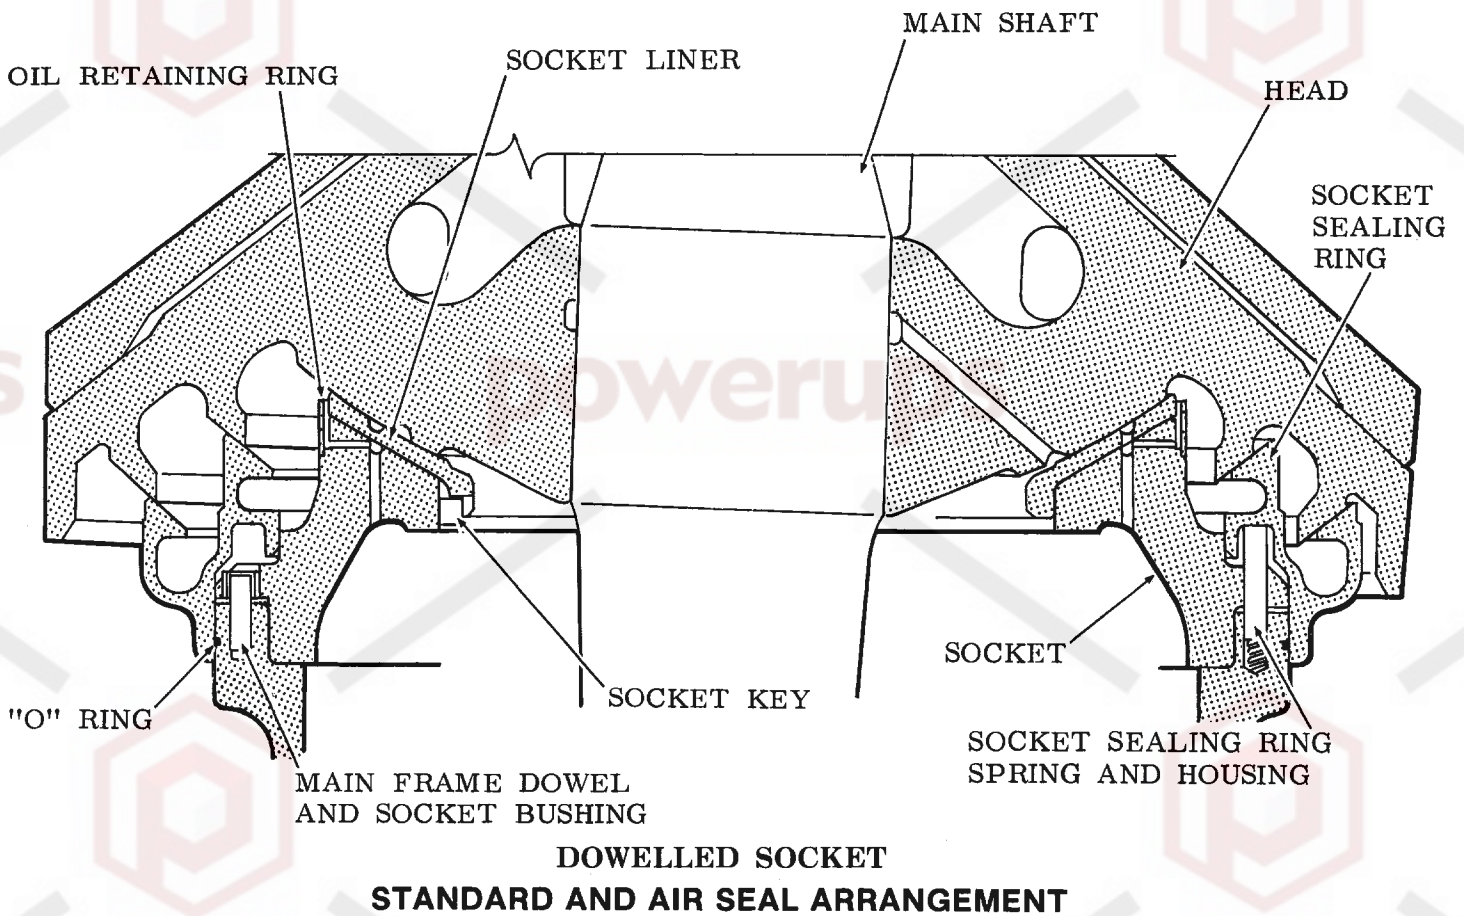 MAIN SHAFT
SOCKET LINER
OIL RETAINING RING
HEAD
SOCKET
SEALING
RING
powerups
s
SOCKET
SOCKET KEY
"O" RING
SOCKET SEALING RING
SPRING AND HOUSING
MAIN FRAME DOWEL
AND SOCKET BUSHING
DOWELLED SOCKET
STANDARD AND AIR SEAL ARRANGEMENT